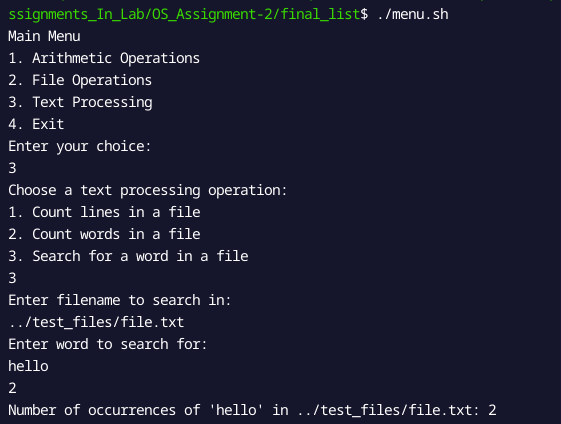 ssignments_In_Lab/OS_Assignment-2/final_list$ ./menu.sh
Main Menu
1. Arithmetic Operations
2. File Operations
3. Text Processing
4. Exit
Enter your choice:
3
Choose a text processing operation:
1. Count lines in a file
2. Count words in a file
3. Search for a word in a file
3
Enter filename to search in:
../test_files/file.txt
Enter word to search for:
hello
2
Number of occurrences of 'hello' in ../test_files/file.txt: 2